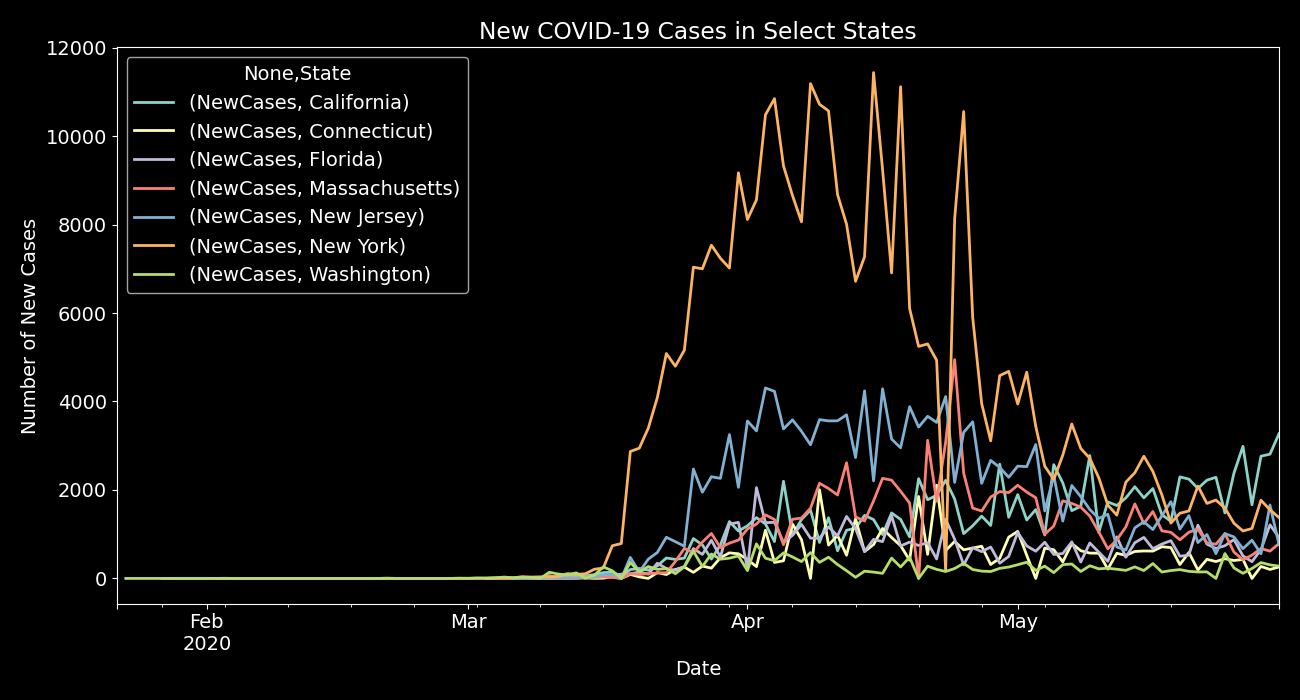 New COVID-19 Cases in Select States
12000
10000
8000
6000
4000
2000
0
Number of New Cases
None,State
(NewCases, California)
(NewCases, Connecticut)
(NewCases, Florida)
(NewCases, Massachusetts)
(NewCases, New Jersey)
(NewCases, New York)
(NewCases, Washington)
Feb Mar Apr May
2020
Date